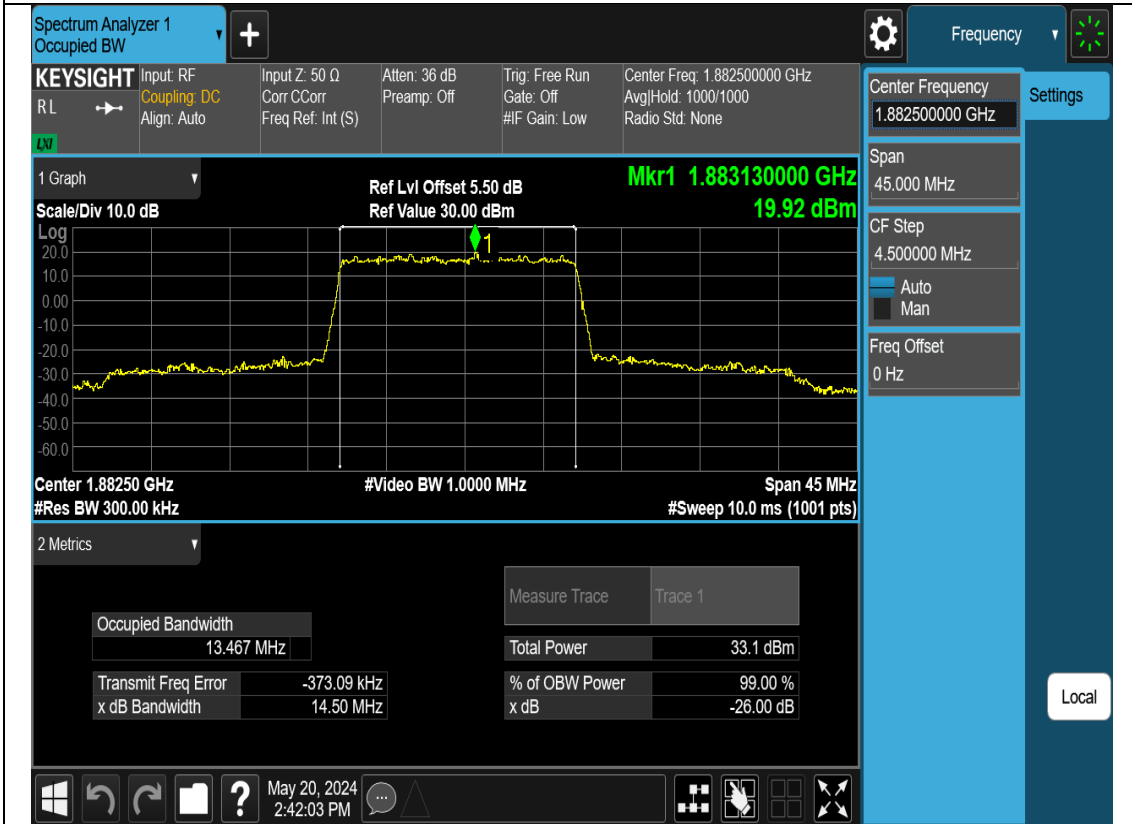 Spectrum Analyzer 1
Occupied BW
▼
+
Frequency
▼
KEYSIGHT
RL
LXI
Input: RF
Coupling: DC
Align: Auto
Input Z: 50 Ω
Corr CCorr
Freq Ref: Int (S)
Atten: 36 dB
Preamp: Off
Trig: Free Run
Gate: Off
#IF Gain: Low
Center Freq: 1.882500000 GHz
Avg|Hold: 1000/1000
Radio Std: None
Center Frequency
1.882500000 GHz
Settings
Span
45.000 MHz
CF Step
4.500000 MHz
Auto
Man
Freq Offset
0 Hz
1 Graph ▼
Scale/Div 10.0 dB
Ref Lvl Offset 5.50 dB
Ref Value 30.00 dBm
Mkr1 1.883130000 GHz
19.92 dBm
Log
20.0
10.0
0.00
-10.0
-20.0
-30.0
-40.0
-50.0
-60.0
1
Center 1.88250 GHz
#Video BW 1.0000 MHz
Span 45 MHz
#Res BW 300.00 kHz
#Sweep 10.0 ms (1001 pts)
2 Metrics ▼
Measure Trace Trace 1
Occupied Bandwidth
13.467 MHz
Total Power 33.1 dBm
Transmit Freq Error -373.09 kHz
% of OBW Power 99.00 %
x dB Bandwidth 14.50 MHz
x dB -26.00 dB
Local
?
May 20, 2024
2:42:03 PM